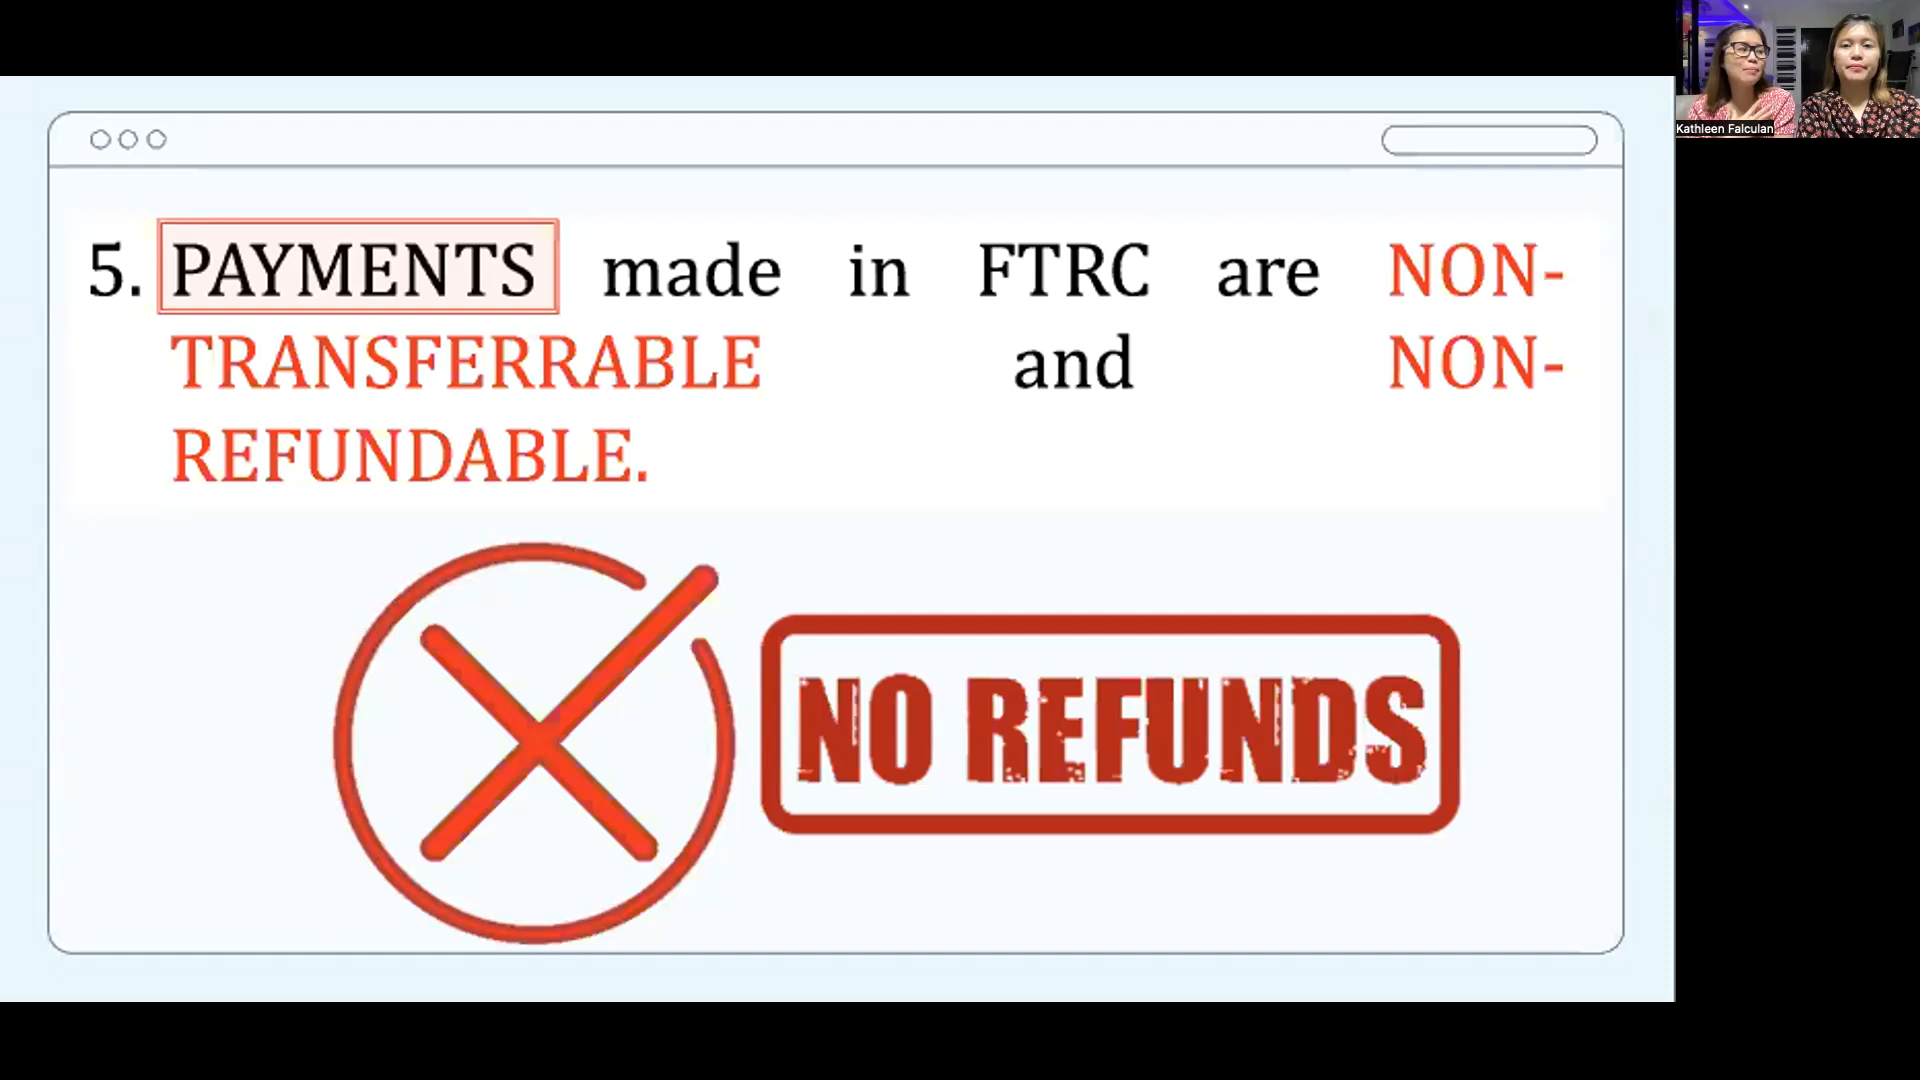 5. PAYMENTS made in FTRC are NON-
TRANSFERRABLE and NON-
REFUNDABLE.
NO REFUNDS
Kathleen Falculan